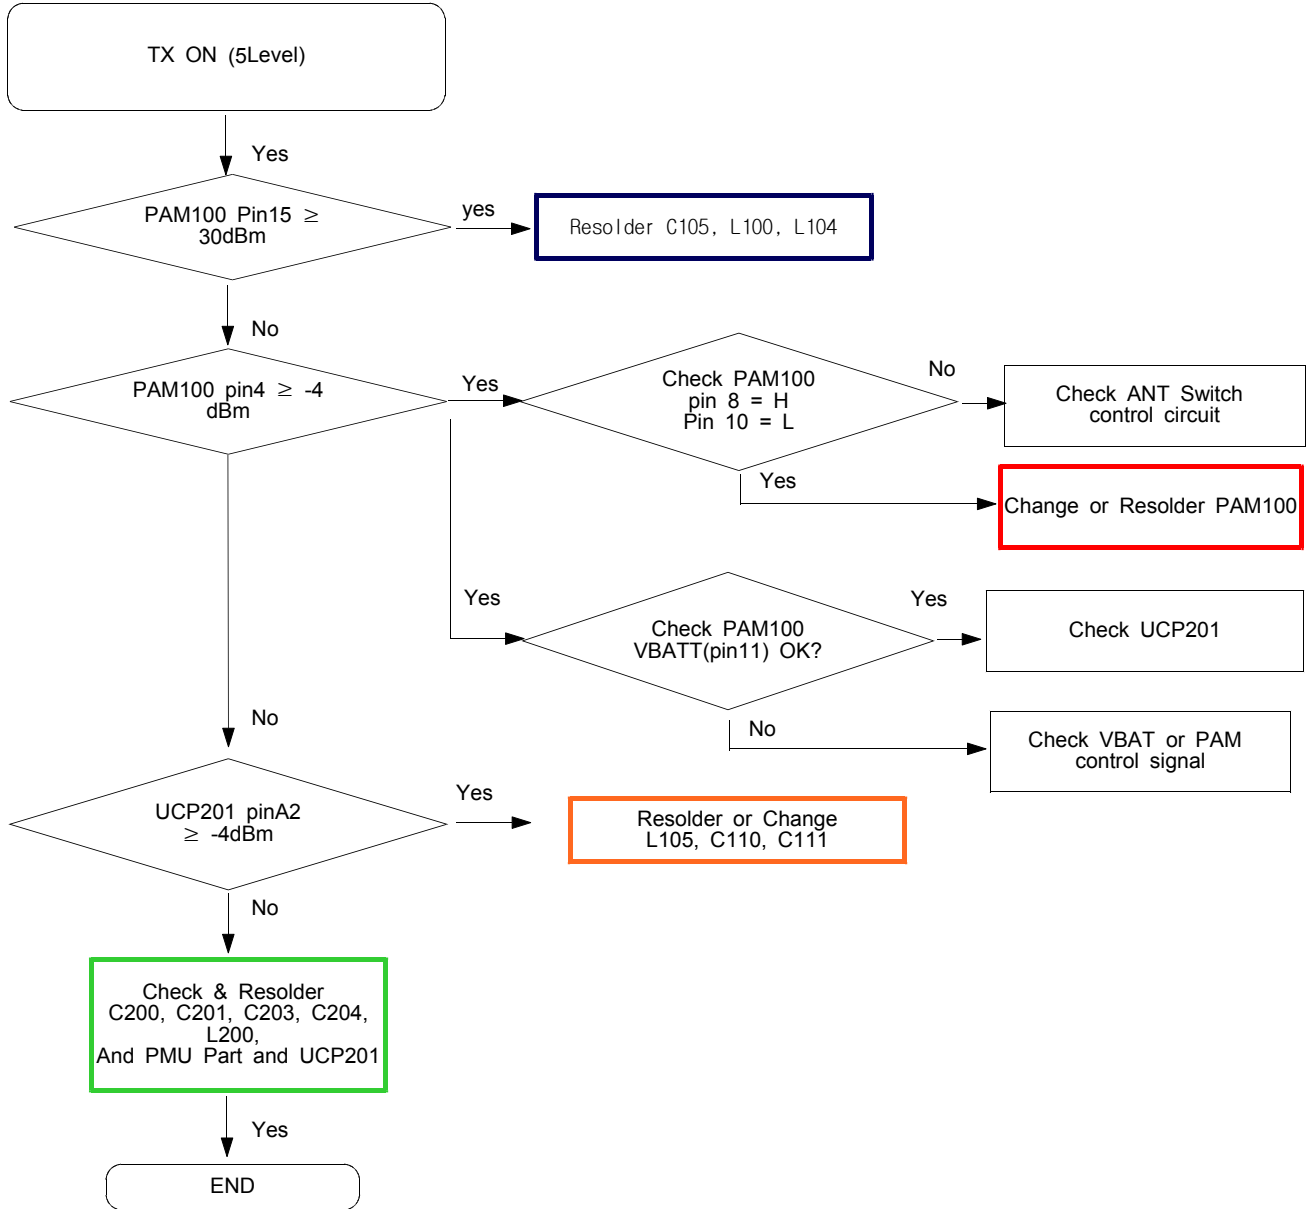 TX ON (5Level)
Yes
PAM100 Pin15 ≥
30dBm
yes
Resolder C105, L100, L104
No
PAM100 pin4 ≥ -4
dBm
Yes
Check PAM100
pin 8 = H
Pin 10 = L
No
Check ANT Switch
control circuit
Yes
Change or Resolder PAM100
Yes
Check PAM100
VBATT(pin11) OK?
Yes
Check UCP201
No
Check VBAT or PAM
control signal
No
UCP201 pinA2
≥ -4dBm
Yes
Resolder or Change
L105, C110, C111
No
Check & Resolder
C200, C201, C203, C204,
L200,
And PMU Part and UCP201
Yes
END